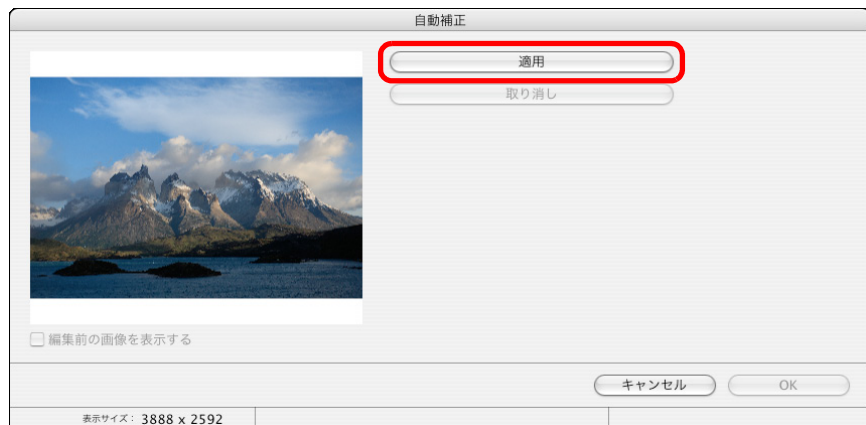 自動補正
適用
取り消し
編集前の画像を表示する
キャンセル
OK
表示サイズ： 3888 x 2592